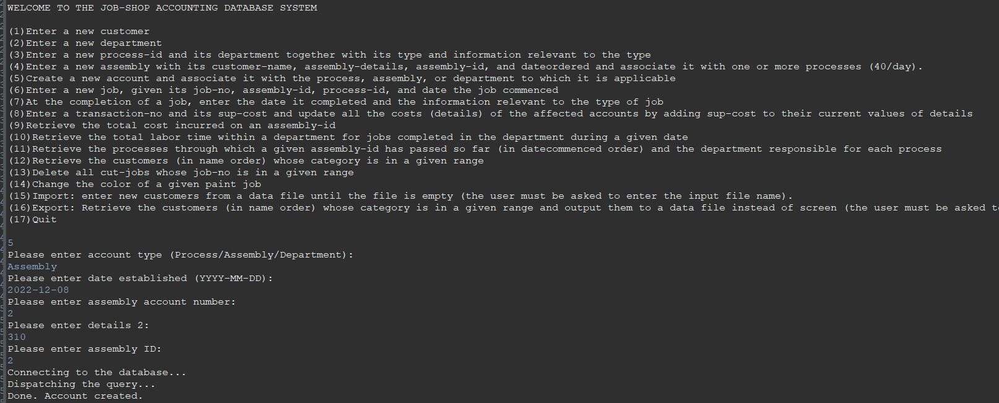 WELCOME TO THE JOB-SHOP ACCOUNTING DATABASE SYSTEM
(1)Enter a new customer
(2)Enter a new department
(3)Enter a new process-id and its department together with its type and information relevant to the type
(4)Enter a new assembly with its customer-name, assembly-details, assembly-id, and dateordered and associate it with one or more processes (40/day).
(5)Create a new account and associate it with the process, assembly, or department to which it is applicable
(6)Enter a new job, given its job-no, assembly-id, process-id, and date the job commenced
(7)At the completion of a job, enter the date it completed and the information relevant to the type of job
(8)Enter a transaction-no and its sup-cost and update all the costs (details) of the affected accounts by adding sup-cost to their current values of details
(9)Retrieve the total cost incurred on an assembly-id
(10)Retrieve the total labor time within a department for jobs completed in the department during a given date
(11)Retrieve the processes through which a given assembly-id has passed so far (in datecommenced order) and the department responsible for each process
(12)Retrieve the customers (in name order) whose category is in a given range
(13)Delete all cut-jobs whose job-no is in a given range
(14)Change the color of a given paint job
(15)Import: enter new customers from a data file until the file is empty (the user must be asked to enter the input file name).
(16)Export: Retrieve the customers (in name order) whose category is in a given range and output them to a data file instead of screen (the user must be asked t
(17)Quit
5
Please enter account type (Process/Assembly/Department):
Assembly
Please enter date established (YYYY-MM-DD):
2022-12-08
Please enter assembly account number:
2
Please enter details 2:
310
Please enter assembly ID:
2
Connecting to the database...
Dispatching the query...
Done. Account created.